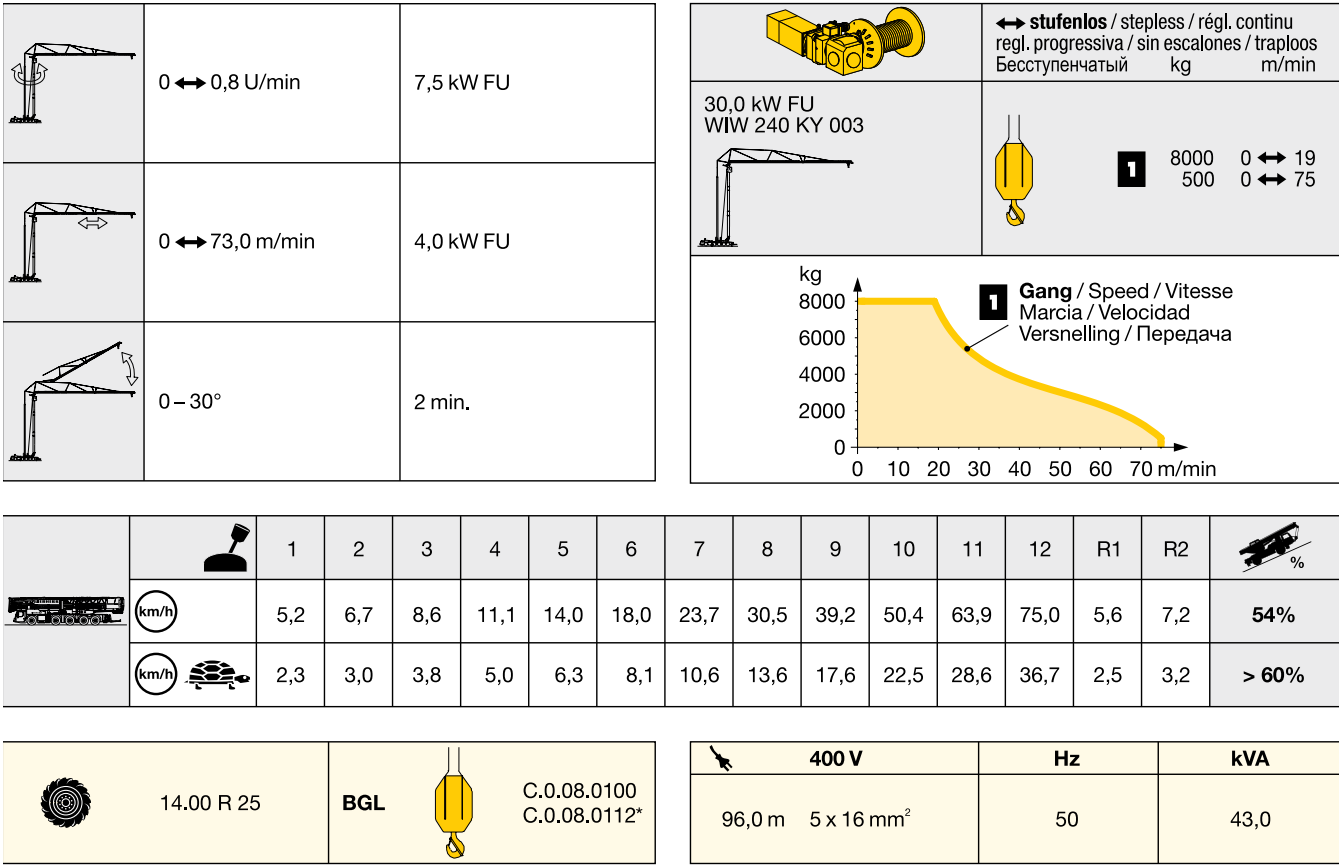 0 ↔ 0,8 U/min 7,5 kW FU
0 ↔ 73,0 m/min 4,0 kW FU
0 – 30° 2 min.
↔ stufenlos / stepless / régl. continu
regl. progressiva / sin escalones / traploos
Бесступенчатый kg m/min
30,0 kW FU
WIW 240 KY 003
1 8000 0 ↔ 19
500 0 ↔ 75
kg
8000
6000
4000
2000
0
0 10 20 30 40 50 60 70 m/min
1 Gang / Speed / Vitesse
Marcia / Velocidad
Versnelling / Передача
1 2 3 4 5 6 7 8 9 10 11 12 R1 R2 %
km/h 5,2 6,7 8,6 11,1 14,0 18,0 23,7 30,5 39,2 50,4 63,9 75,0 5,6 7,2 54%
km/h 2,3 3,0 3,8 5,0 6,3 8,1 10,6 13,6 17,6 22,5 28,6 36,7 2,5 3,2 > 60%
14.00 R 25 BGL C.0.08.0100
C.0.08.0112*
400 V Hz kVA
96,0 m 5 x 16 mm² 50 43,0